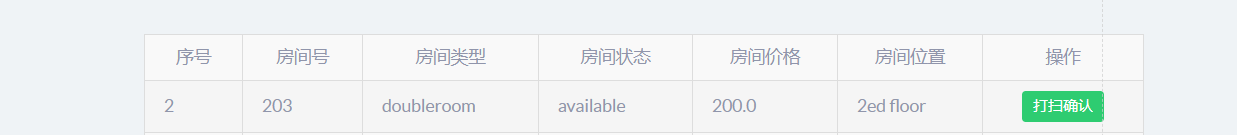 序号 房间号 房间类型 房间状态 房间价格 房间位置 操作
2 203 doubleroom available 200.0 2ed floor 打扫确认